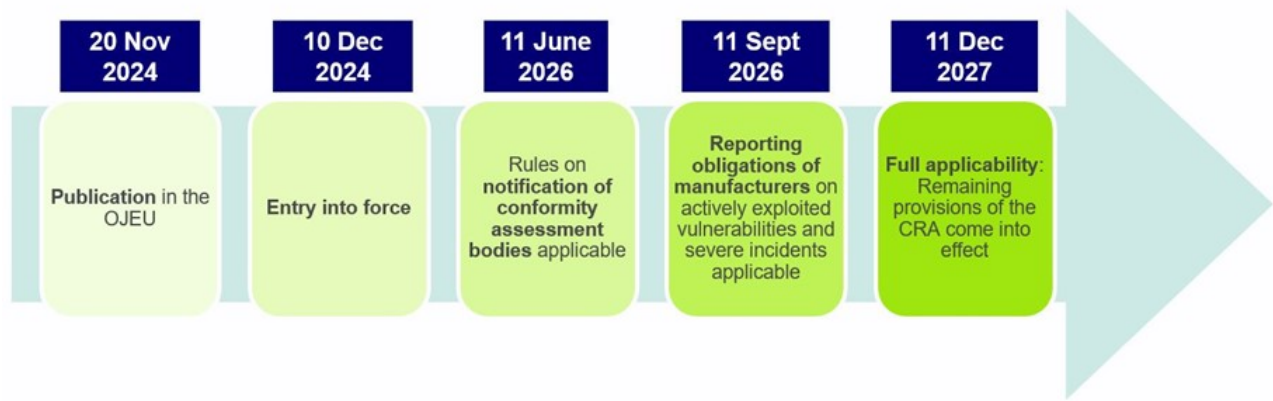 20 Nov
2024
10 Dec
2024
11 June
2026
11 Sept
2026
11 Dec
2027
Publication in the
OJEU
Entry into force
Rules on
notification of
conformity
assessment
bodies applicable
Reporting
obligations of
manufacturers on
actively exploited
vulnerabilities and
severe incidents
applicable
Full applicability:
Remaining
provisions of the
CRA come into
effect